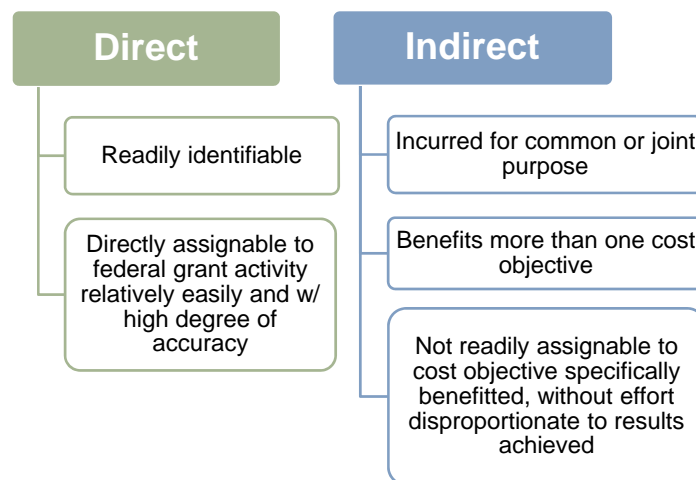 Direct
Readily identifiable
Directly assignable to
federal grant activity
relatively easily and w/
high degree of
accuracy
Indirect
Incurred for common or joint
purpose
Benefits more than one cost
objective
Not readily assignable to
cost objective specifically
benefitted, without effort
disproportionate to results
achieved